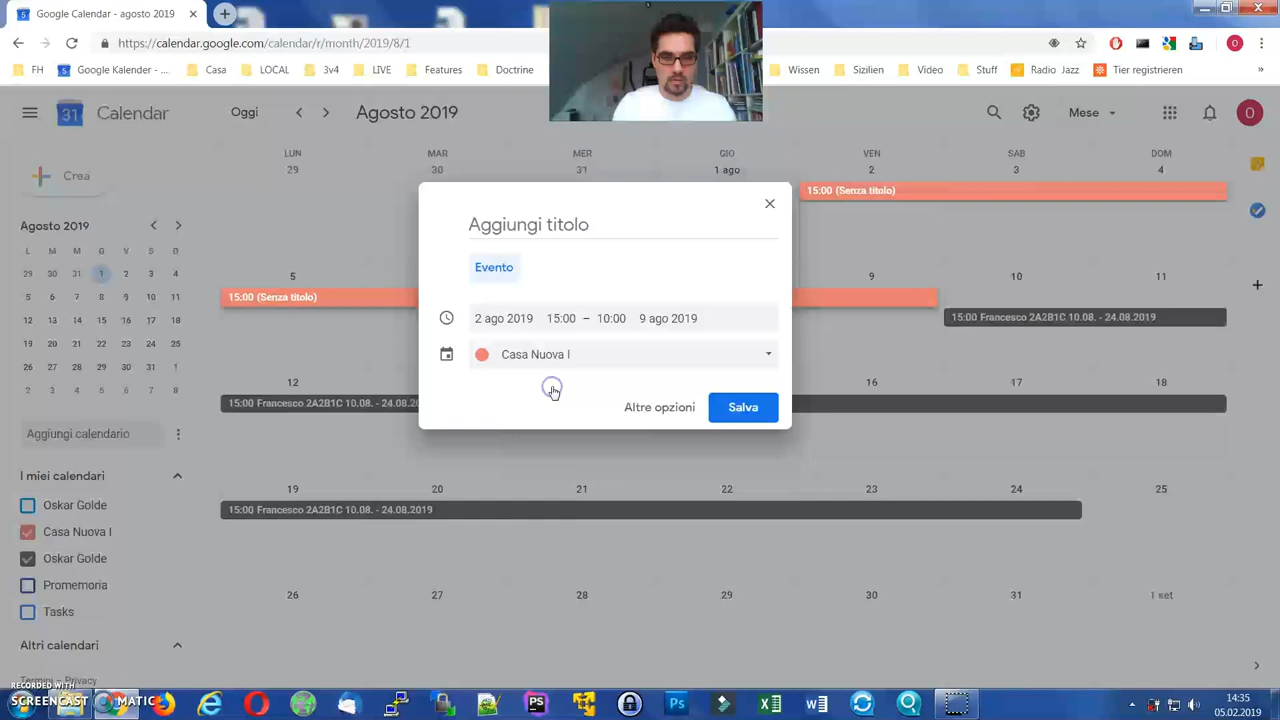 Google Calendar - agosto 2019
https://calendar.google.com/calendar/r/month/2019/8/1
FH
Google Kalender - ...
Casa
LOCAL
3v4
LIVE
Features
Doctrine
Wissen
Sizilien
Video
Stuff
Radio Jazz
Tier registrieren
»
31
Calendar
Oggi
Agosto 2019
Mese
O
Crea
LUN MAR MER GIO VEN SAB DOM
29 30 31 1 ago 2 3 4
15:00 (Senza titolo)
Agosto 2019
L M M G V S D
29 30 31 1 2 3 4
5 6 7 8 9 10 11
12 13 14 15 16 17 18
19 20 21 22 23 24 25
26 27 28 29 30 31 1
2 3 4 5 6 7 8
Aggiungi calendario
I miei calendari
Oskar Golde
Casa Nuova I
Oskar Golde
Promemoria
Tasks
Altri calendari
Termini – Privacy
5 9 10 11
15:00 (Senza titolo)
15:00 Francesco 2A2B1C 10.08. - 24.08.2019
12 16 17 18
15:00 Francesco 2A2B1C 10.08. - 24.08.20
19 20 21 22 23 24 25
15:00 Francesco 2A2B1C 10.08. - 24.08.2019
26 27 28 29 30 31 1 set
Aggiungi titolo
Evento
2 ago 2019 15:00 – 10:00 9 ago 2019
Casa Nuova I
Altre opzioni
Salva
RECORDED WITH
SCREENCAST MATIC
PS
Ps
14:35
05.02.2019